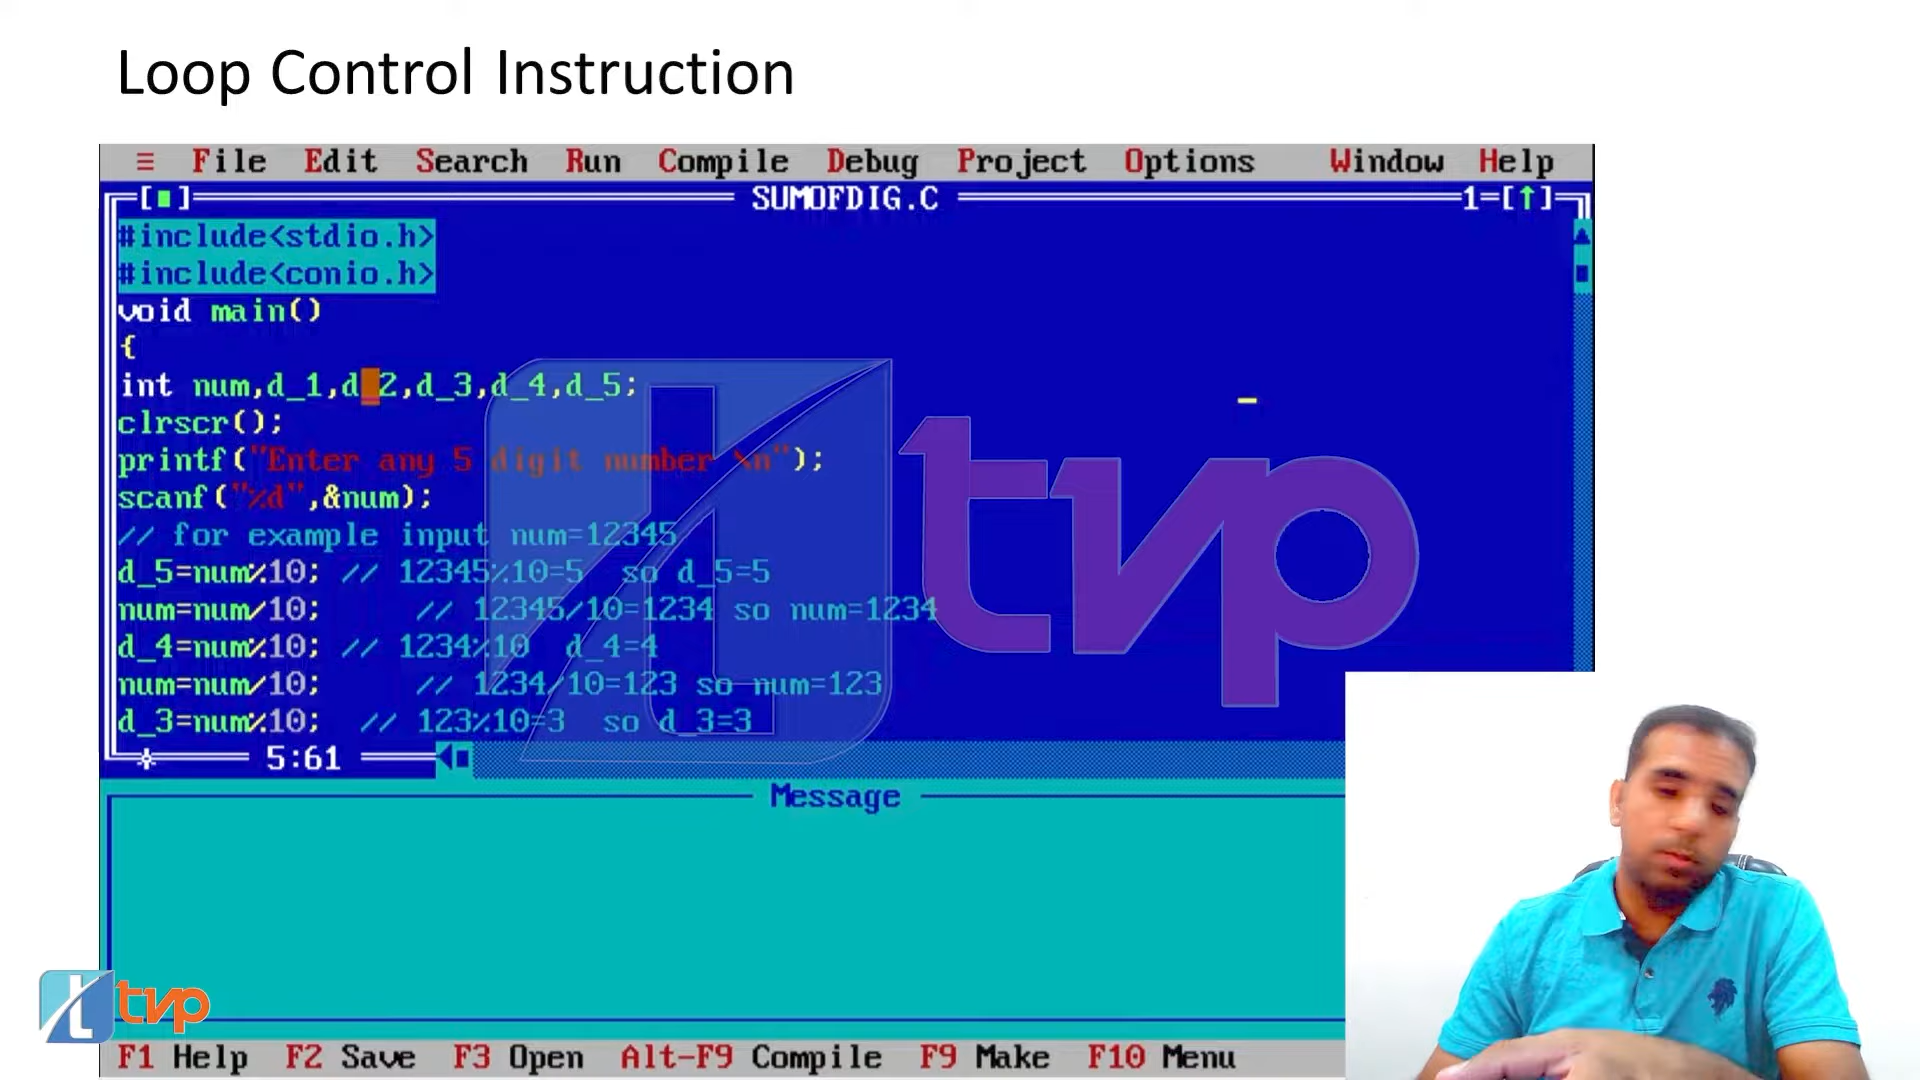 Loop Control Instruction
≡ File Edit Search Run Compile Debug Project Options Window Help
[■] SUMOFDIG.C 1=[↑]
#include<stdio.h>
#include<conio.h>
void main()
{
int num,d_1,d_2,d_3,d_4,d_5;
clrscr();
printf("Enter any 5 digit number \n");
scanf("%d",&num);
// for example input num=12345
d_5=num%10; // 12345%10=5 so d_5=5
num=num/10; // 12345/10=1234 so num=1234
d_4=num%10; // 1234%10 d_4=4
num=num/10; // 1234/10=123 so num=123
d_3=num%10; // 123%10=3 so d_3=3
5:61
tvp
Message
tvp
F1 Help F2 Save F3 Open Alt-F9 Compile F9 Make F10 Menu